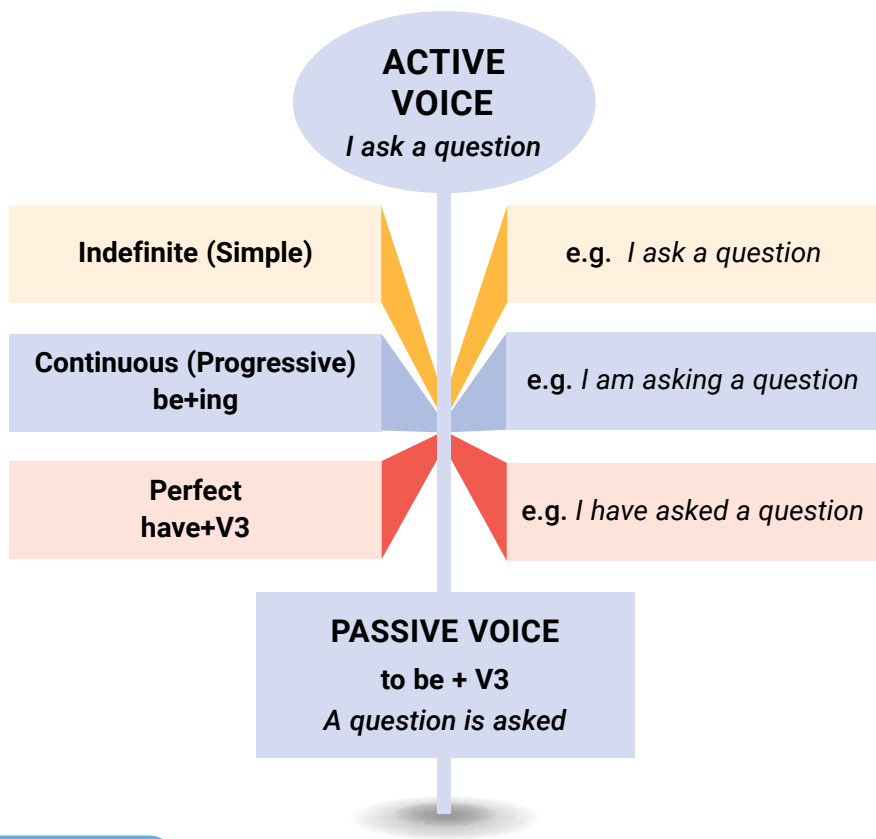 ACTIVE
VOICE
I ask a question
Indefinite (Simple)
e.g. I ask a question
Continuous (Progressive)
be+ing
e.g. I am asking a question
Perfect
have+V3
e.g. I have asked a question
PASSIVE VOICE
to be + V3
A question is asked